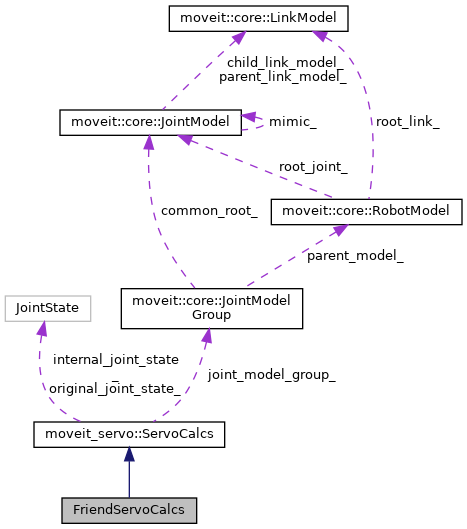 moveit::core::LinkModel
child_link_model_
parent_link_model_
moveit::core::JointModel
mimic_
root_link_
root_joint_
common_root_
moveit::core::RobotModel
parent_model_
JointState
moveit::core::JointModel
Group
internal_joint_state
_
original_joint_state_
joint_model_group_
moveit_servo::ServoCalcs
FriendServoCalcs